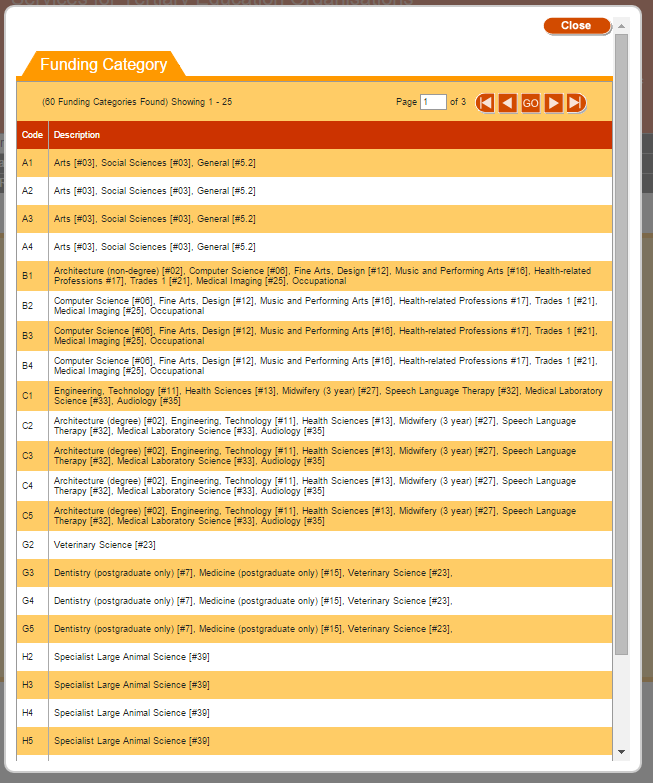 Services for Tertiary Education Organisations
Close
Funding Category
(60 Funding Categories Found) Showing 1 - 25
Page 1 of 3 GO
Code Description
A1 Arts [#03], Social Sciences [#03], General [#5.2]
A2 Arts [#03], Social Sciences [#03], General [#5.2]
A3 Arts [#03], Social Sciences [#03], General [#5.2]
A4 Arts [#03], Social Sciences [#03], General [#5.2]
B1 Architecture (non-degree) [#02], Computer Science [#06], Fine Arts, Design [#12], Music and Performing Arts [#16], Health-related
Professions #17], Trades 1 [#21], Medical Imaging [#25], Occupational
B2 Computer Science [#06], Fine Arts, Design [#12], Music and Performing Arts [#16], Health-related Professions #17], Trades 1 [#21],
Medical Imaging [#25], Occupational
B3 Computer Science [#06], Fine Arts, Design [#12], Music and Performing Arts [#16], Health-related Professions #17], Trades 1 [#21],
Medical Imaging [#25], Occupational
B4 Computer Science [#06], Fine Arts, Design [#12], Music and Performing Arts [#16], Health-related Professions #17], Trades 1 [#21],
Medical Imaging [#25], Occupational
C1 Engineering, Technology [#11], Health Sciences [#13], Midwifery (3 year) [#27], Speech Language Therapy [#32], Medical Laboratory
Science [#33], Audiology [#35]
C2 Architecture (degree) [#02], Engineering, Technology [#11], Health Sciences [#13], Midwifery (3 year) [#27], Speech Language
Therapy [#32], Medical Laboratory Science [#33], Audiology [#35]
C3 Architecture (degree) [#02], Engineering, Technology [#11], Health Sciences [#13], Midwifery (3 year) [#27], Speech Language
Therapy [#32], Medical Laboratory Science [#33], Audiology [#35]
C4 Architecture (degree) [#02], Engineering, Technology [#11], Health Sciences [#13], Midwifery (3 year) [#27], Speech Language
Therapy [#32], Medical Laboratory Science [#33], Audiology [#35]
C5 Architecture (degree) [#02], Engineering, Technology [#11], Health Sciences [#13], Midwifery (3 year) [#27], Speech Language
Therapy [#32], Medical Laboratory Science [#33], Audiology [#35]
G2 Veterinary Science [#23]
G3 Dentistry (postgraduate only) [#7], Medicine (postgraduate only) [#15], Veterinary Science [#23],
G4 Dentistry (postgraduate only) [#7], Medicine (postgraduate only) [#15], Veterinary Science [#23],
G5 Dentistry (postgraduate only) [#7], Medicine (postgraduate only) [#15], Veterinary Science [#23],
H2 Specialist Large Animal Science [#39]
H3 Specialist Large Animal Science [#39]
H4 Specialist Large Animal Science [#39]
H5 Specialist Large Animal Science [#39]